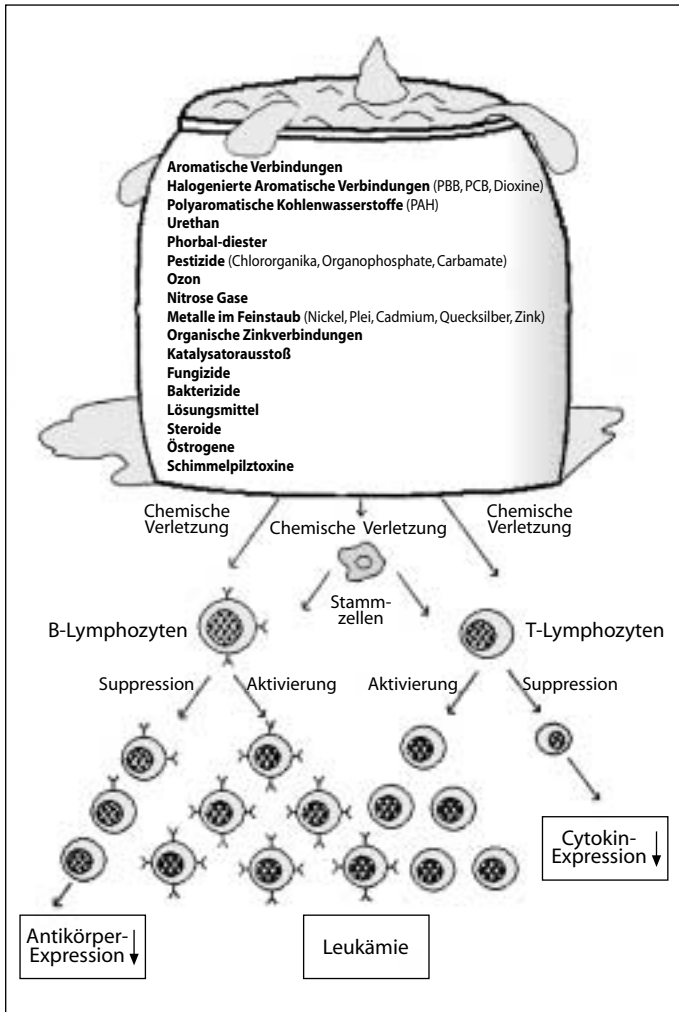 Aromatische Verbindungen
Halogenierte Aromatische Verbindungen (PBB, PCB, Dioxine)
Polyaromatische Kohlenwasserstoffe (PAH)
Urethan
Phorbal-diester
Pestizide (Chlororganika, Organophosphate, Carbamate)
Ozon
Nitrose Gase
Metalle im Feinstaub (Nickel, Plei, Cadmium, Quecksilber, Zink)
Organische Zinkverbindungen
Katalysatorausstoß
Fungizide
Bakterizide
Lösungsmittel
Steroide
Östrogene
Schimmelpilztoxine
Chemische
Verletzung
Chemische Verletzung
Chemische
Verletzung
Stamm-
zellen
B-Lymphozyten
T-Lymphozyten
Suppression
Aktivierung
Aktivierung
Suppression
Cytokin-
Expression
Antikörper-
Expression
Leukämie